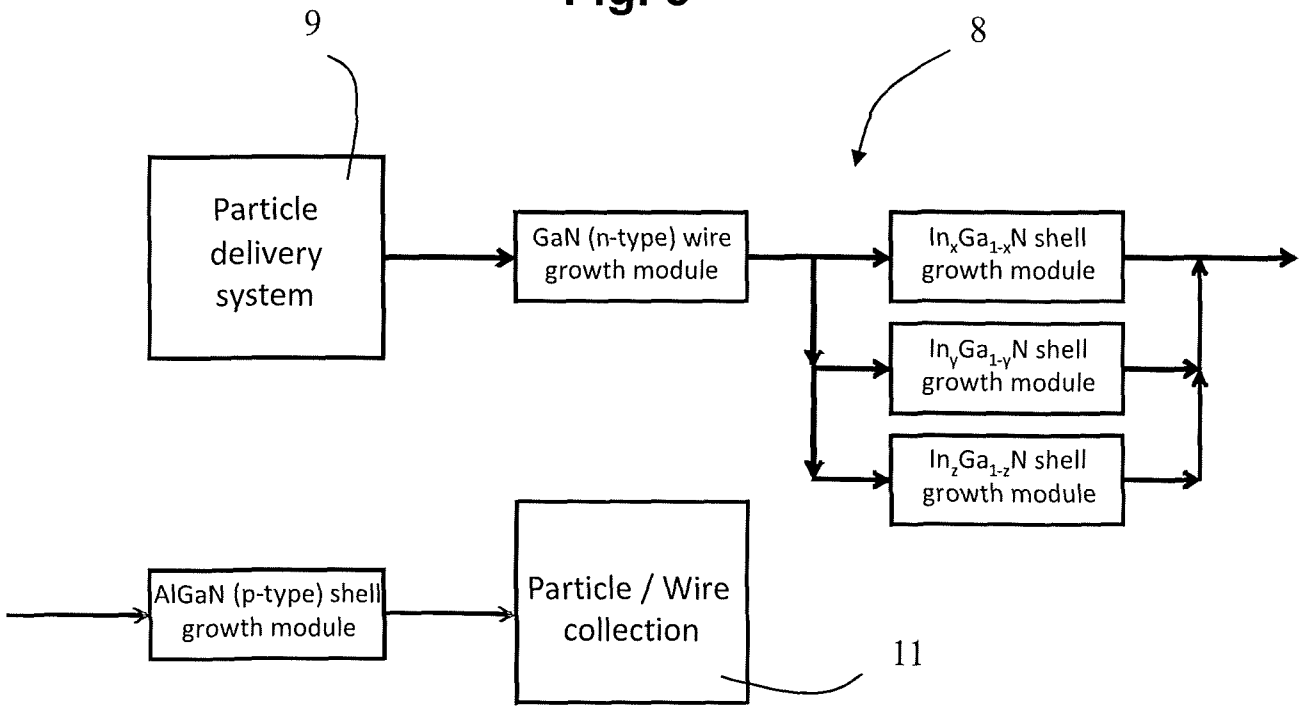 9
8
Particle
delivery
system
GaN (n-type) wire
growth module
InₓGa₁₋ₓN shell
growth module
InyGa1-yN shell
growth module
InzGa1-zN shell
growth module
AlGaN (p-type) shell
growth module
Particle / Wire
collection
11